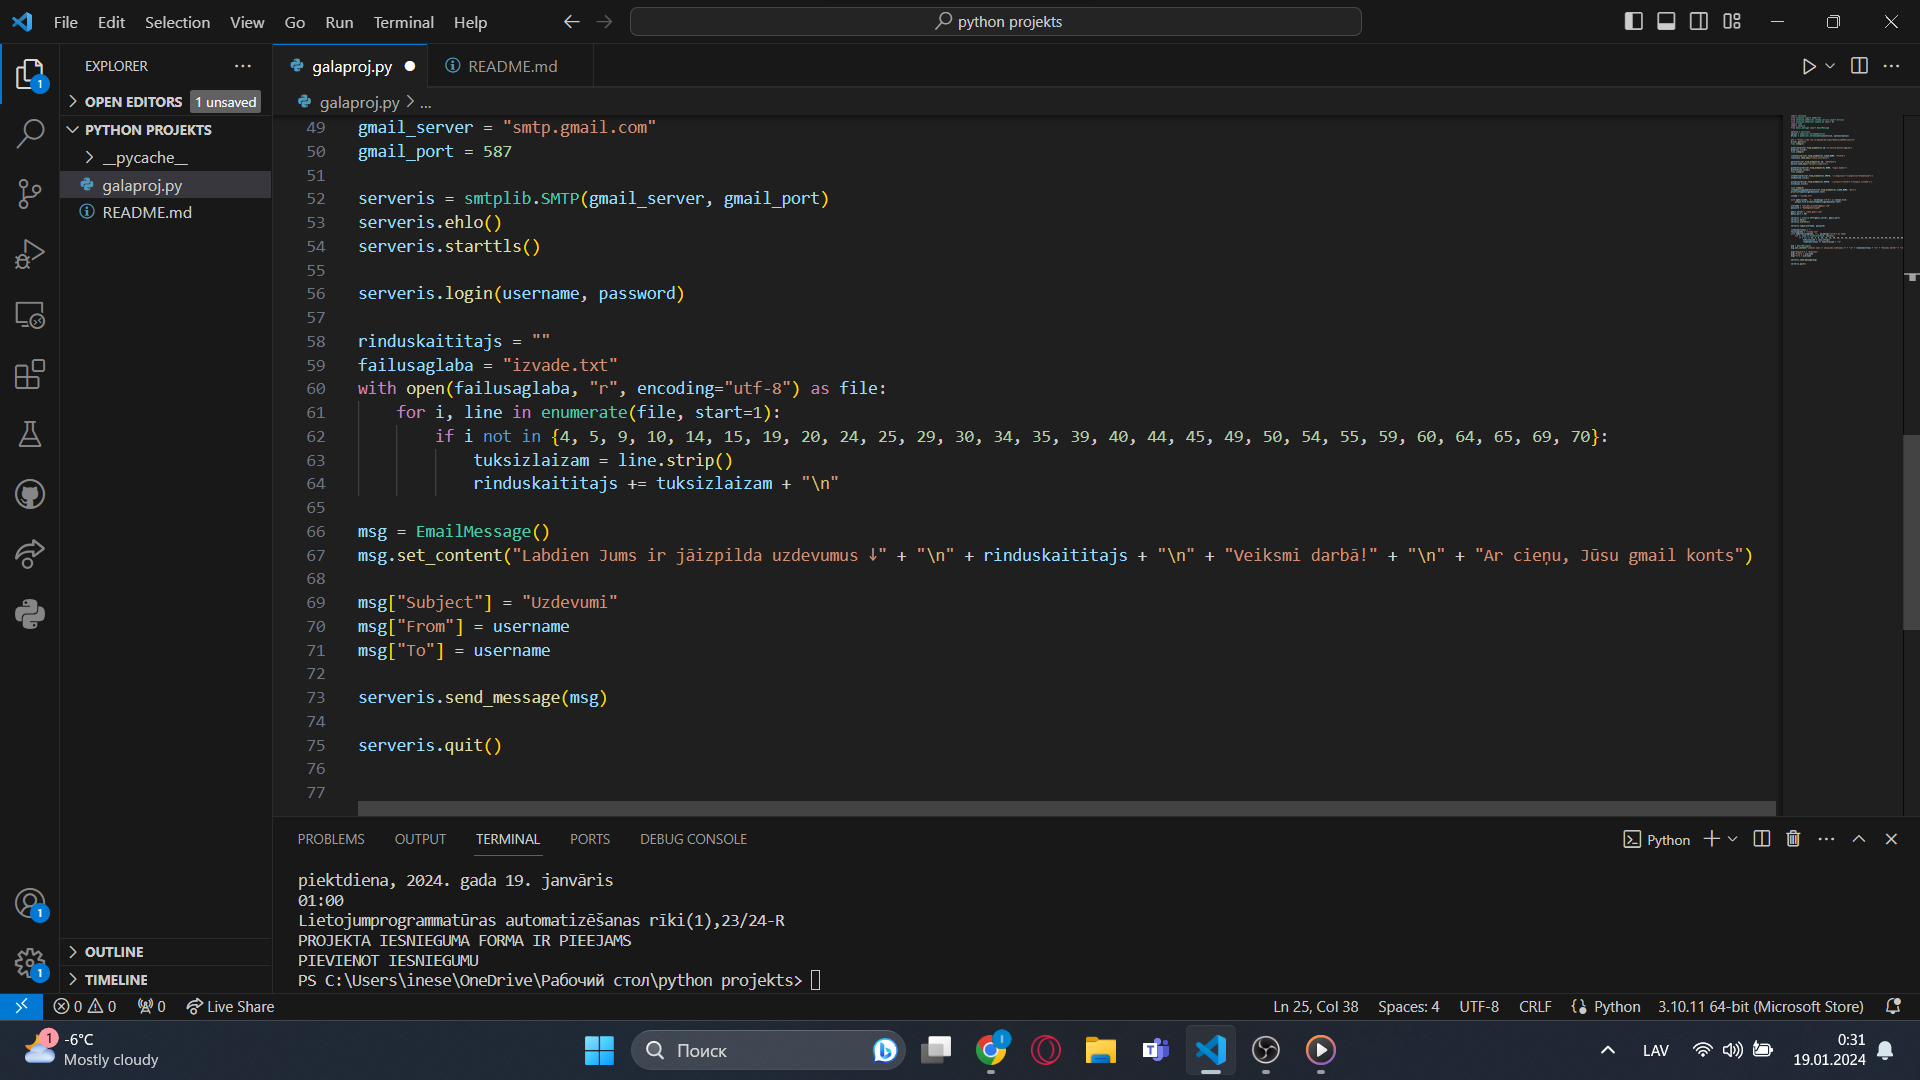 File Edit Selection View Go Run Terminal Help
python projekts
EXPLORER
OPEN EDITORS 1 unsaved
PYTHON PROJEKTS
__pycache__
galaproj.py
README.md
OUTLINE
TIMELINE
galaproj.py README.md
galaproj.py > ...
49 gmail_server = "smtp.gmail.com"
50 gmail_port = 587
51
52 serveris = smtplib.SMTP(gmail_server, gmail_port)
53 serveris.ehlo()
54 serveris.starttls()
55
56 serveris.login(username, password)
57
58 rinduskaititajs = ""
59 failusaglaba = "izvade.txt"
60 with open(failusaglaba, "r", encoding="utf-8") as file:
61     for i, line in enumerate(file, start=1):
62         if i not in {4, 5, 9, 10, 14, 15, 19, 20, 24, 25, 29, 30, 34, 35, 39, 40, 44, 45, 49, 50, 54, 55, 59, 60, 64, 65, 69, 70}:
63             tuksizlaizam = line.strip()
64             rinduskaititajs += tuksizlaizam + "\n"
65
66 msg = EmailMessage()
67 msg.set_content("Labdien Jums ir jāizpilda uzdevumus ↓" + "\n" + rinduskaititajs + "\n" + "Veiksmi darbā!" + "\n" + "Ar cieņu, Jūsu gmail konts")
68
69 msg["Subject"] = "Uzdevumi"
70 msg["From"] = username
71 msg["To"] = username
72
73 serveris.send_message(msg)
74
75 serveris.quit()
76
77
PROBLEMS OUTPUT TERMINAL PORTS DEBUG CONSOLE
Python
piektdiena, 2024. gada 19. janvāris
01:00
Lietojumprogrammatūras automatizēšanas rīki(1),23/24-R
PROJEKTA IESNIEGUMA FORMA IR PIEEJAMS
PIEVIENOT IESNIEGUMU
PS C:\Users\inese\OneDrive\Рабочий стол\python projekts>
0 0 0 Live Share
Ln 25, Col 38 Spaces: 4 UTF-8 CRLF Python 3.10.11 64-bit (Microsoft Store)
1
-6°C
Mostly cloudy
Поиск
LAV
0:31
19.01.2024